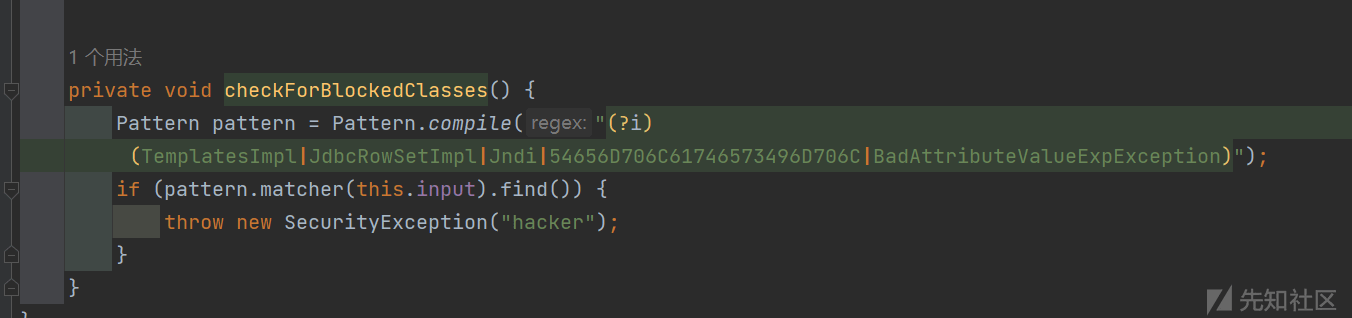 1 个用法
private void checkForBlockedClasses() {
Pattern pattern = Pattern.compile( regex: "(?i)
(TemplatesImpl|JdbcRowSetImpl|Jndi|54656D706C61746573496D706C|BadAttributeValueExpException)");
if (pattern.matcher(this.input).find()) {
throw new SecurityException("hacker");
}
}
}
先知社区